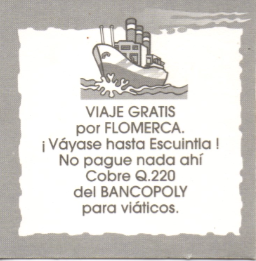 VIAJE GRATIS
por FLOMERCA.
¡ Váyase hasta Escuintla !
No pague nada ahí
Cobre Q.220
del BANCOPOLY
para viáticos.